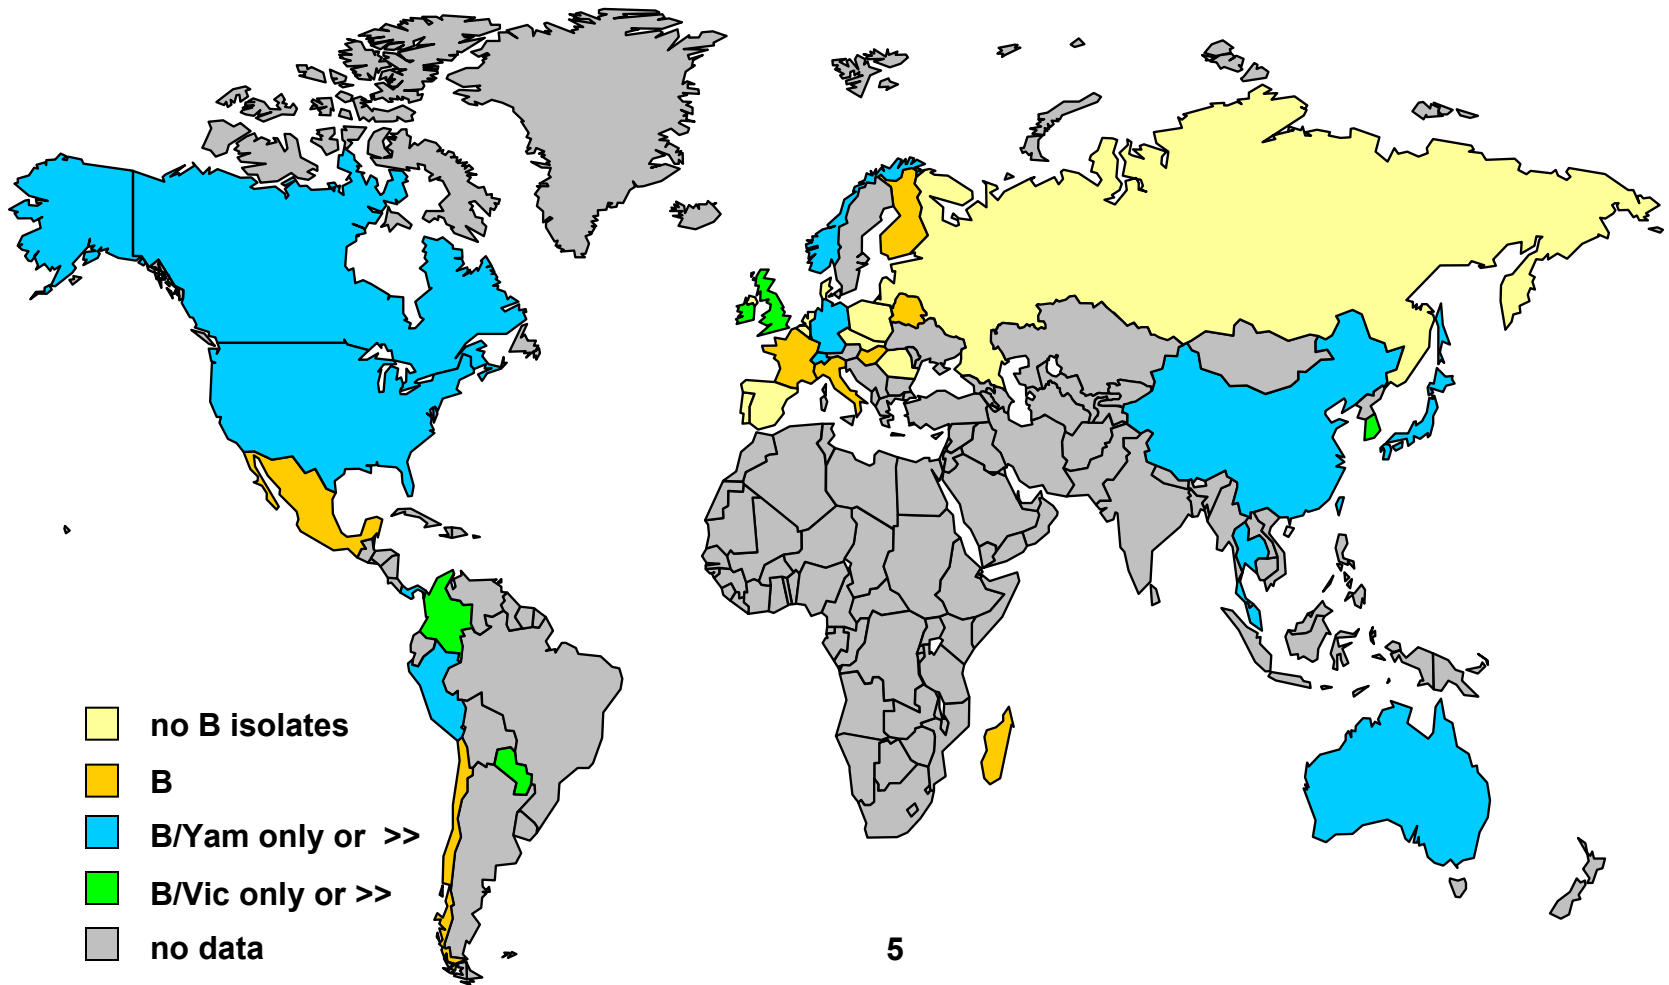 no B isolates
B
B/Yam only or >>
B/Vic only or >>
no data
5